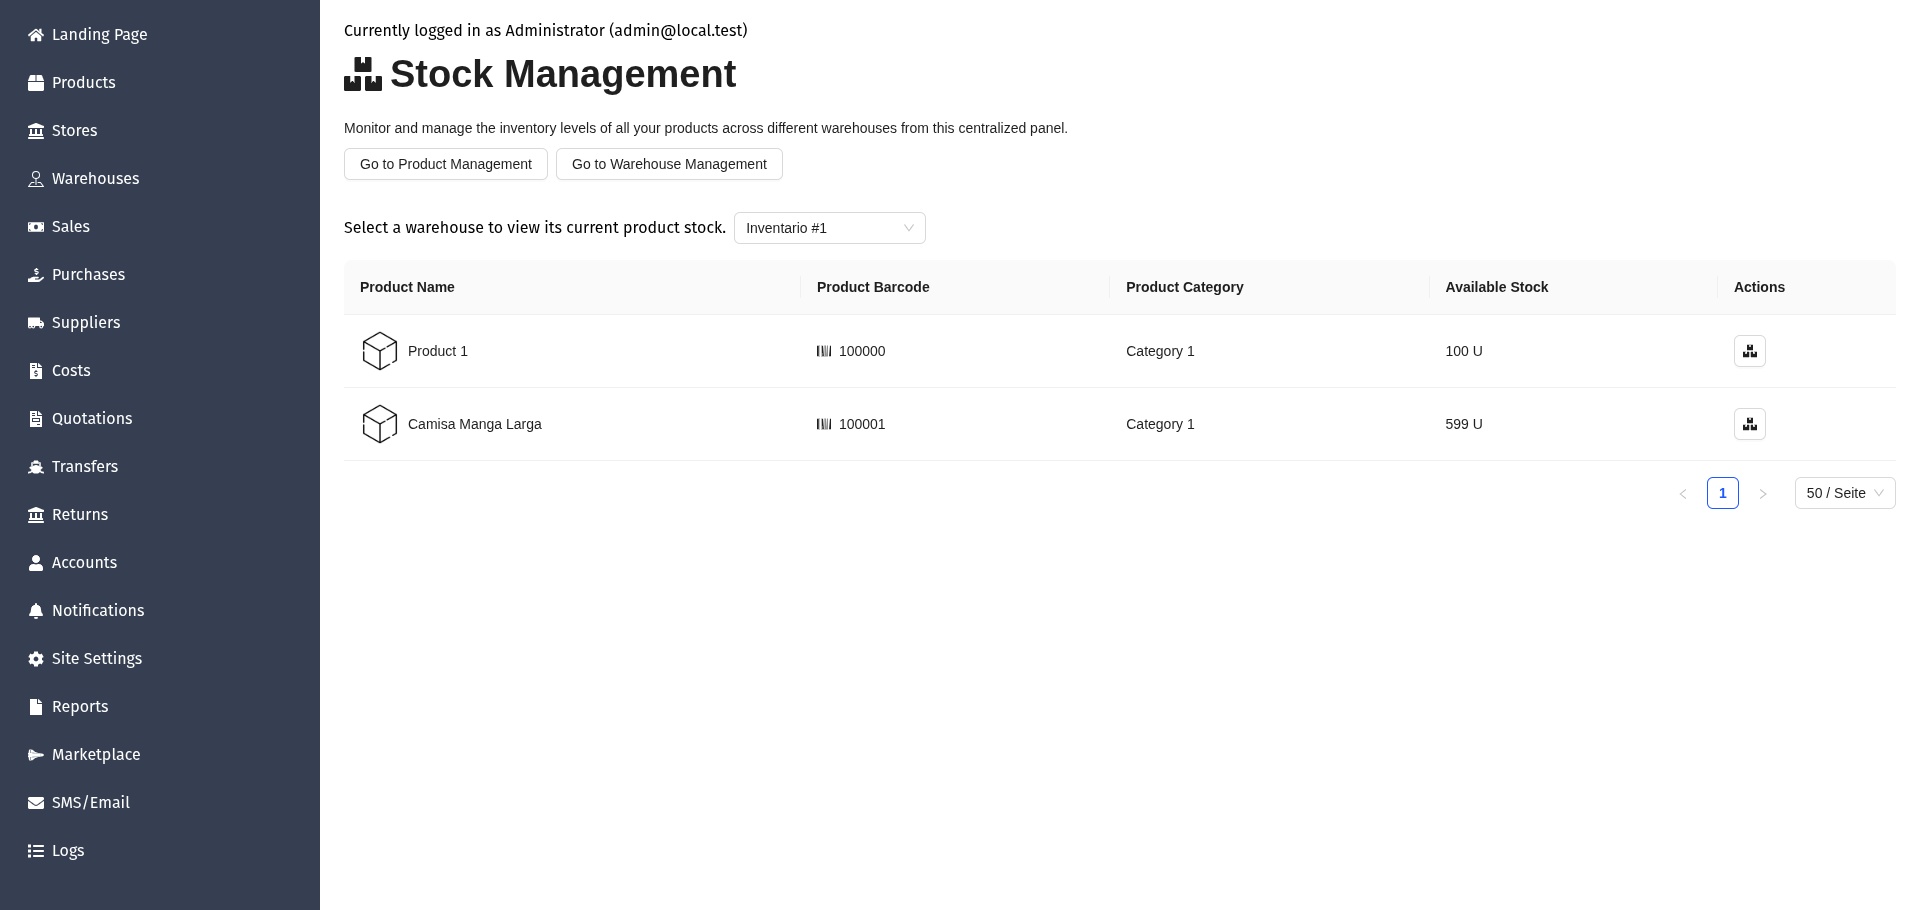 Landing Page
Products
Stores
Warehouses
Sales
Purchases
Suppliers
Costs
Quotations
Transfers
Returns
Accounts
Notifications
Site Settings
Reports
Marketplace
SMS/Email
Logs
Currently logged in as Administrator (admin@local.test)
Stock Management
Monitor and manage the inventory levels of all your products across different warehouses from this centralized panel.
Go to Product Management Go to Warehouse Management
Select a warehouse to view its current product stock. Inventario #1
Product Name Product Barcode Product Category Available Stock Actions
Product 1 100000 Category 1 100 U
Camisa Manga Larga 100001 Category 1 599 U
1 50 / Seite